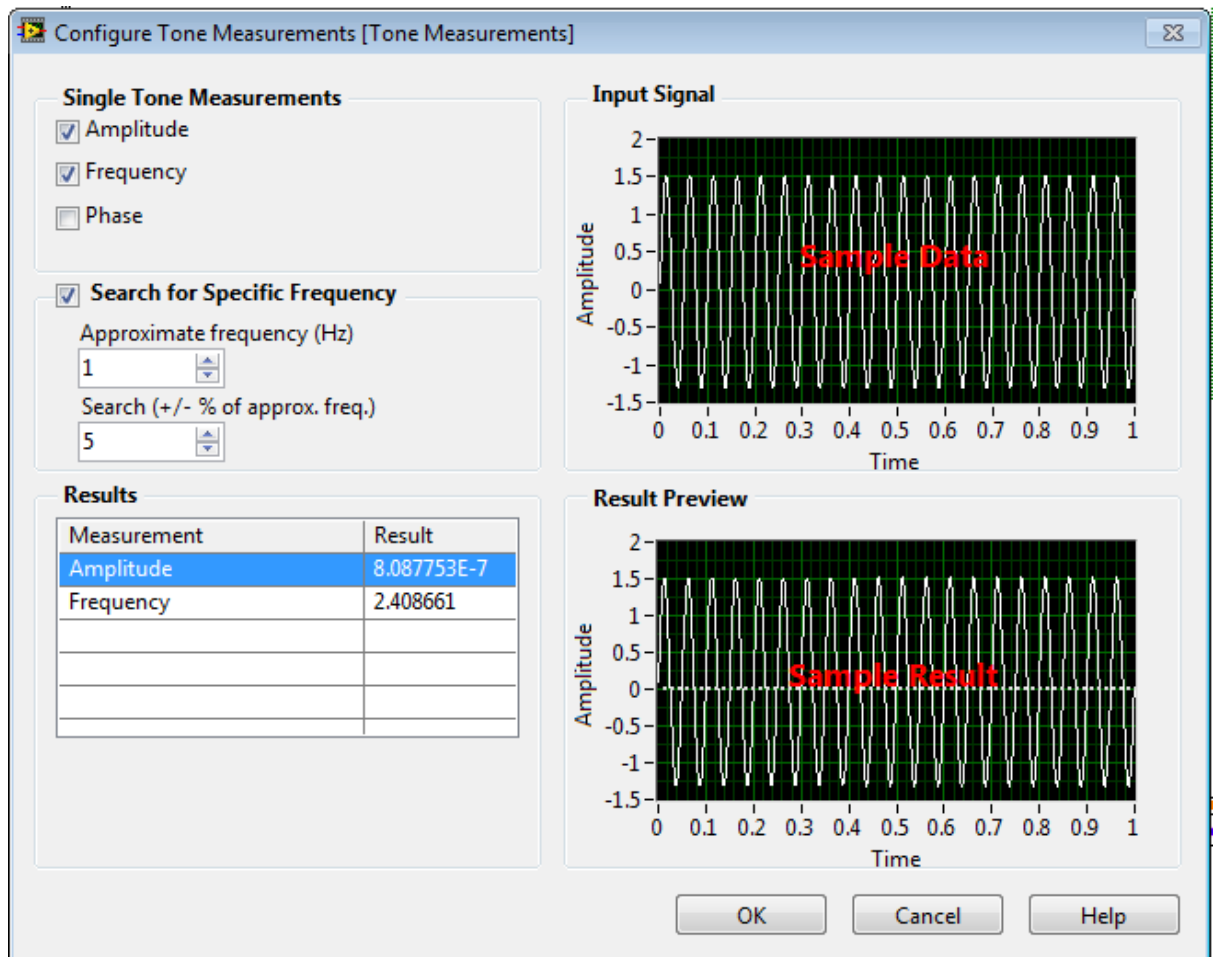 Configure Tone Measurements [Tone Measurements]
Single Tone Measurements
Amplitude
Frequency
Phase
Search for Specific Frequency
Approximate frequency (Hz)
1
Search (+/- % of approx. freq.)
5
Results
Measurement Result
Amplitude 8.087753E-7
Frequency 2.408661
Input Signal
2
1.5
1
0.5
0
-0.5
-1
-1.5
Amplitude
Sample Data
0 0.1 0.2 0.3 0.4 0.5 0.6 0.7 0.8 0.9 1
Time
Result Preview
2
1.5
1
0.5
0
-0.5
-1
-1.5
Amplitude
Sample Result
0 0.1 0.2 0.3 0.4 0.5 0.6 0.7 0.8 0.9 1
Time
OK Cancel Help